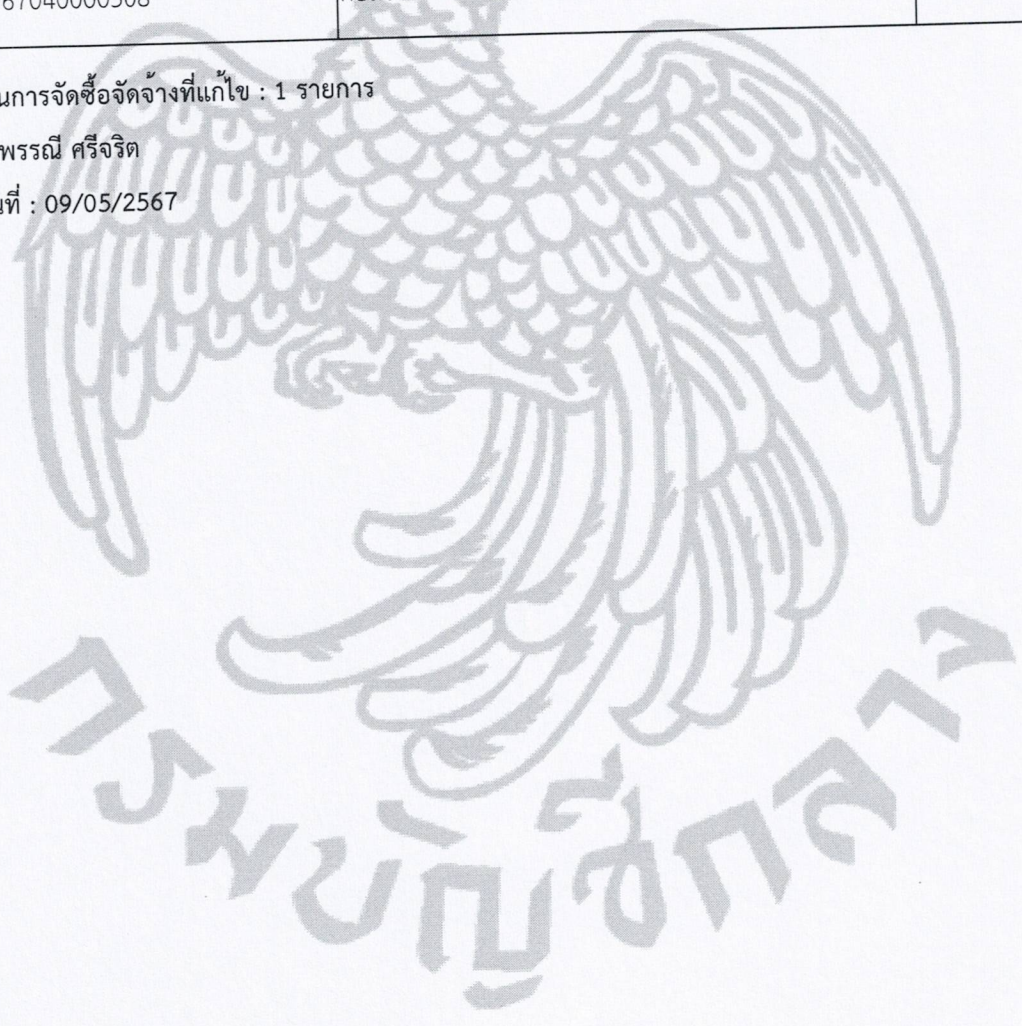 นการจัดซื้อจัดจ้างที่แก้ไข : 1 รายการ
พรรณี ศรีจริต
ที่ : 09/05/2567
กรมบัญชีกลาง